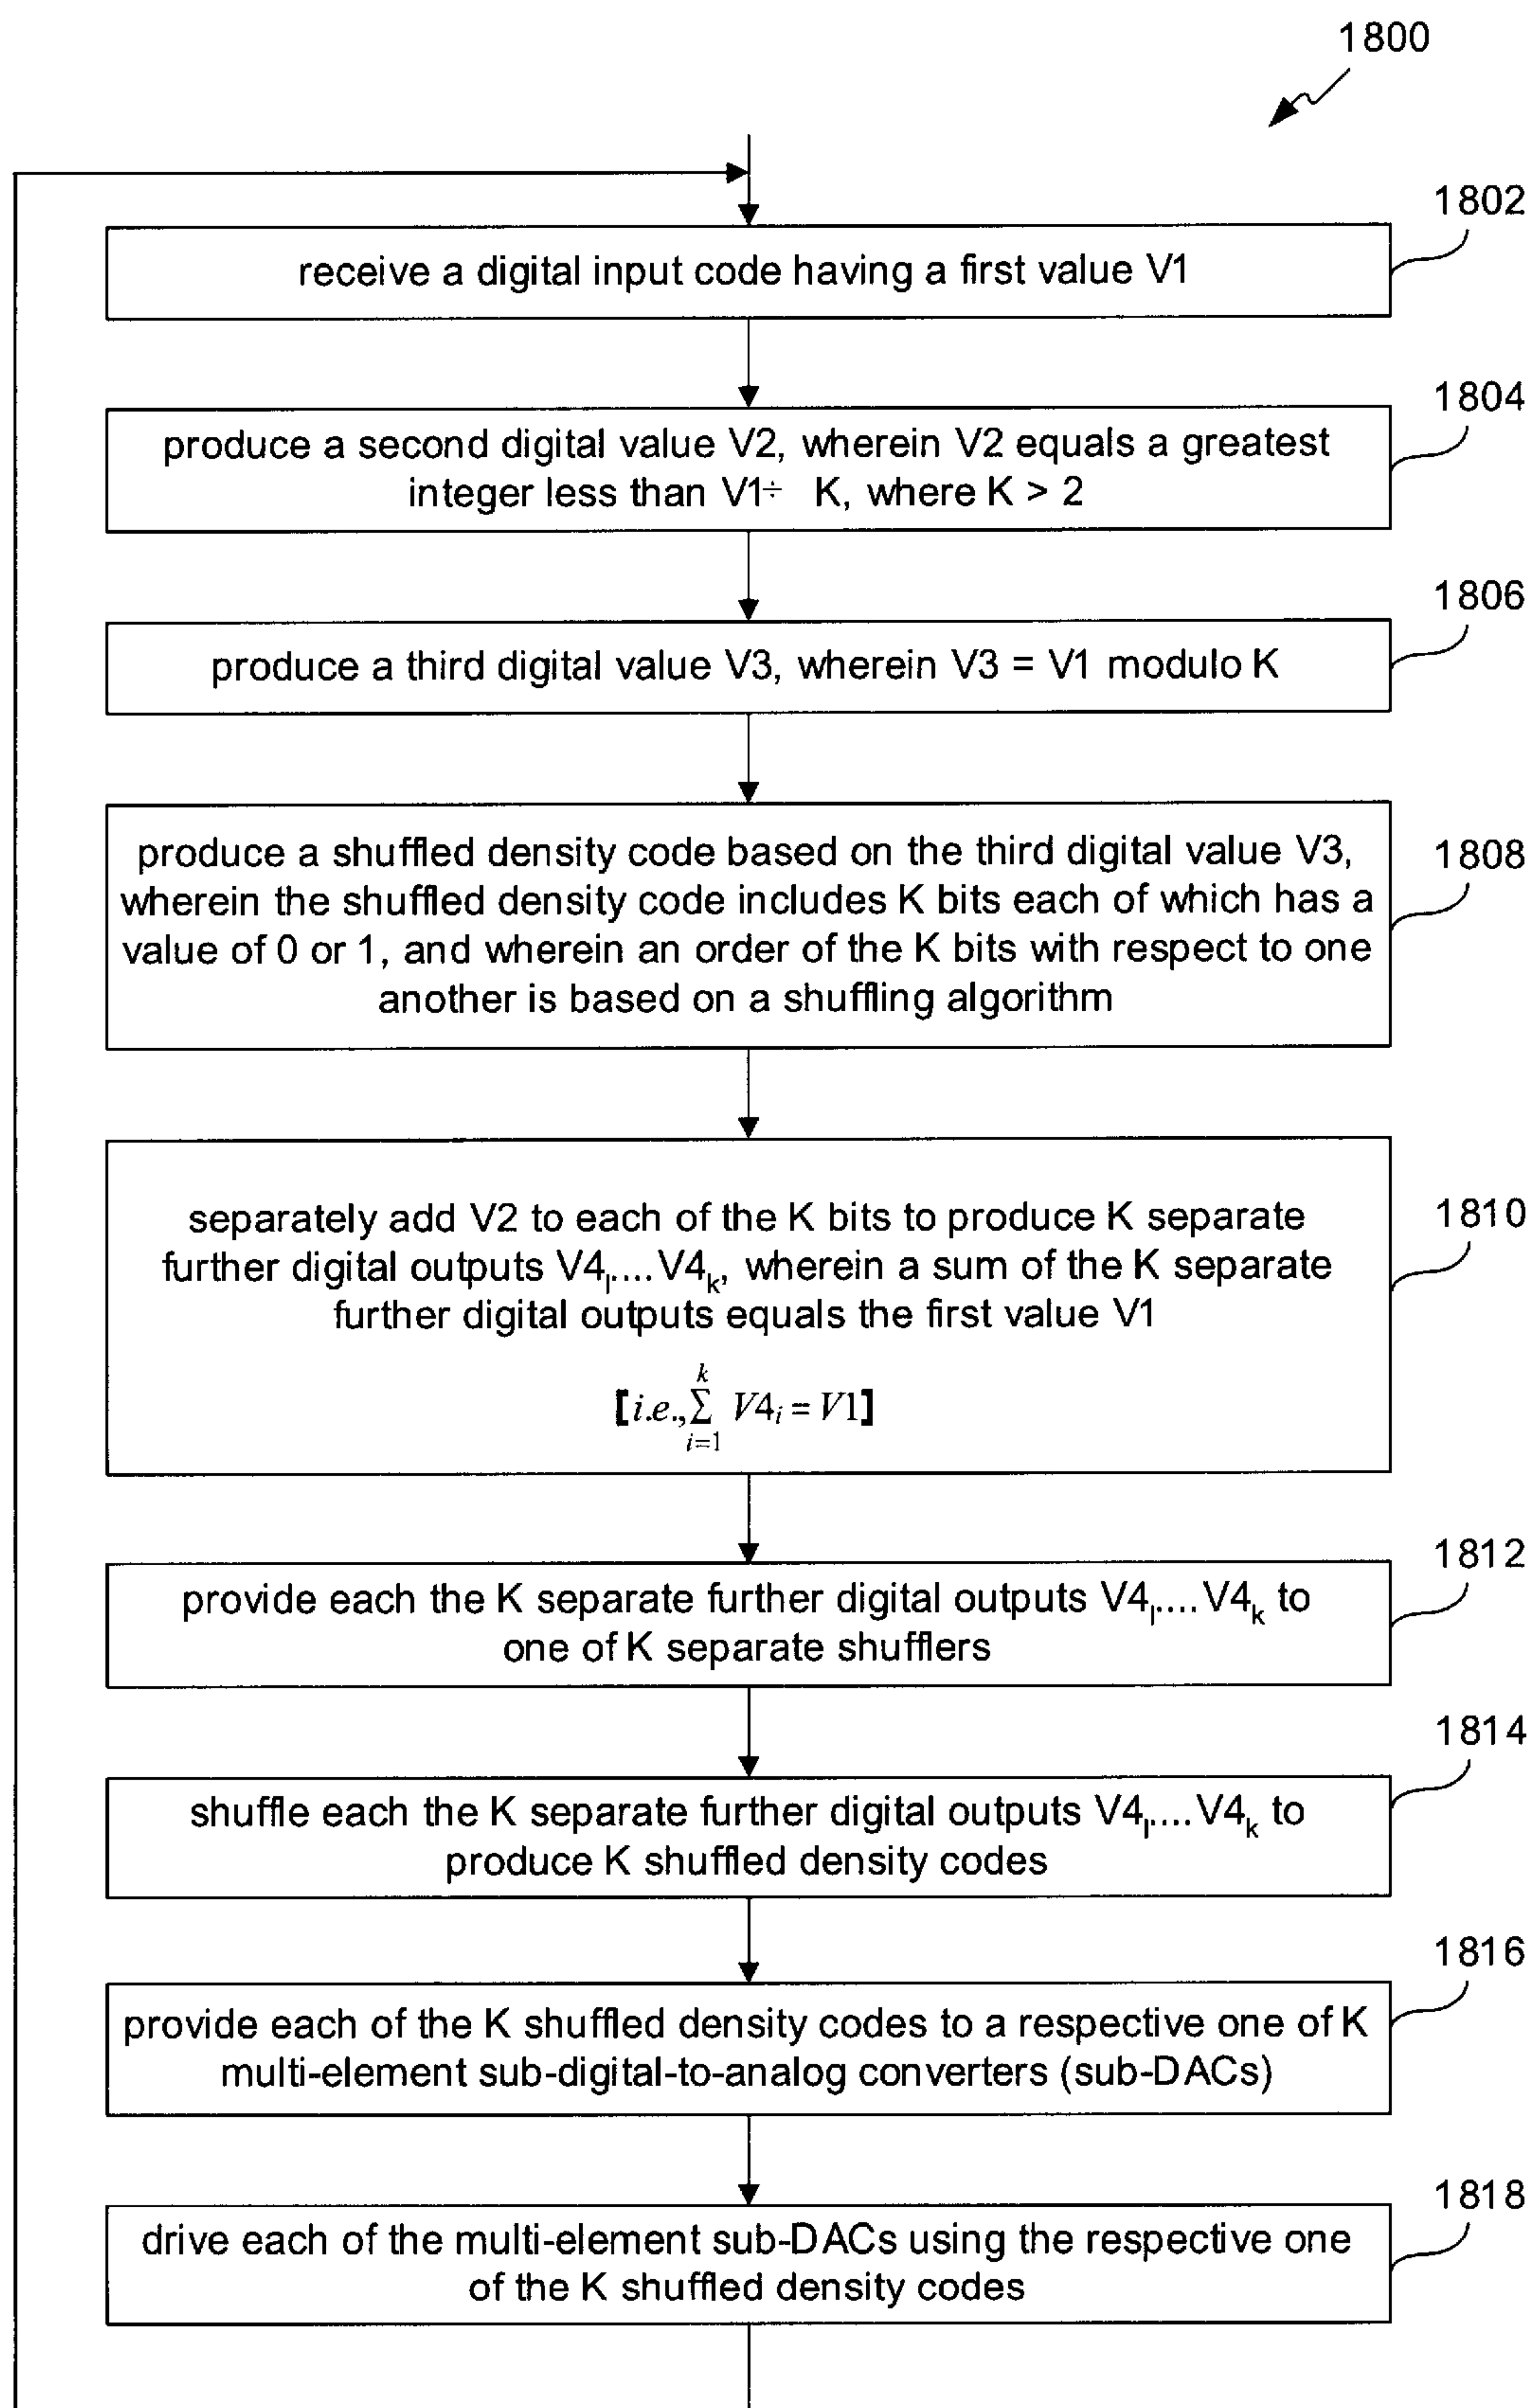 1800
1802
receive a digital input code having a first value V1
1804
produce a second digital value V2, wherein V2 equals a greatest
integer less than V1÷ K, where K > 2
1806
produce a third digital value V3, wherein V3 = V1 modulo K
1808
produce a shuffled density code based on the third digital value V3,
wherein the shuffled density code includes K bits each of which has a
value of 0 or 1, and wherein an order of the K bits with respect to one
another is based on a shuffling algorithm
1810
separately add V2 to each of the K bits to produce K separate
further digital outputs V4₁....V4ₖ, wherein a sum of the K separate
further digital outputs equals the first value V1
[i.e., ∑_{i=1}^{k} V4ᵢ = V1]
1812
provide each the K separate further digital outputs V4₁....V4ₖ to
one of K separate shufflers
1814
shuffle each the K separate further digital outputs V4₁....V4ₖ to
produce K shuffled density codes
1816
provide each of the K shuffled density codes to a respective one of K
multi-element sub-digital-to-analog converters (sub-DACs)
1818
drive each of the multi-element sub-DACs using the respective one
of the K shuffled density codes